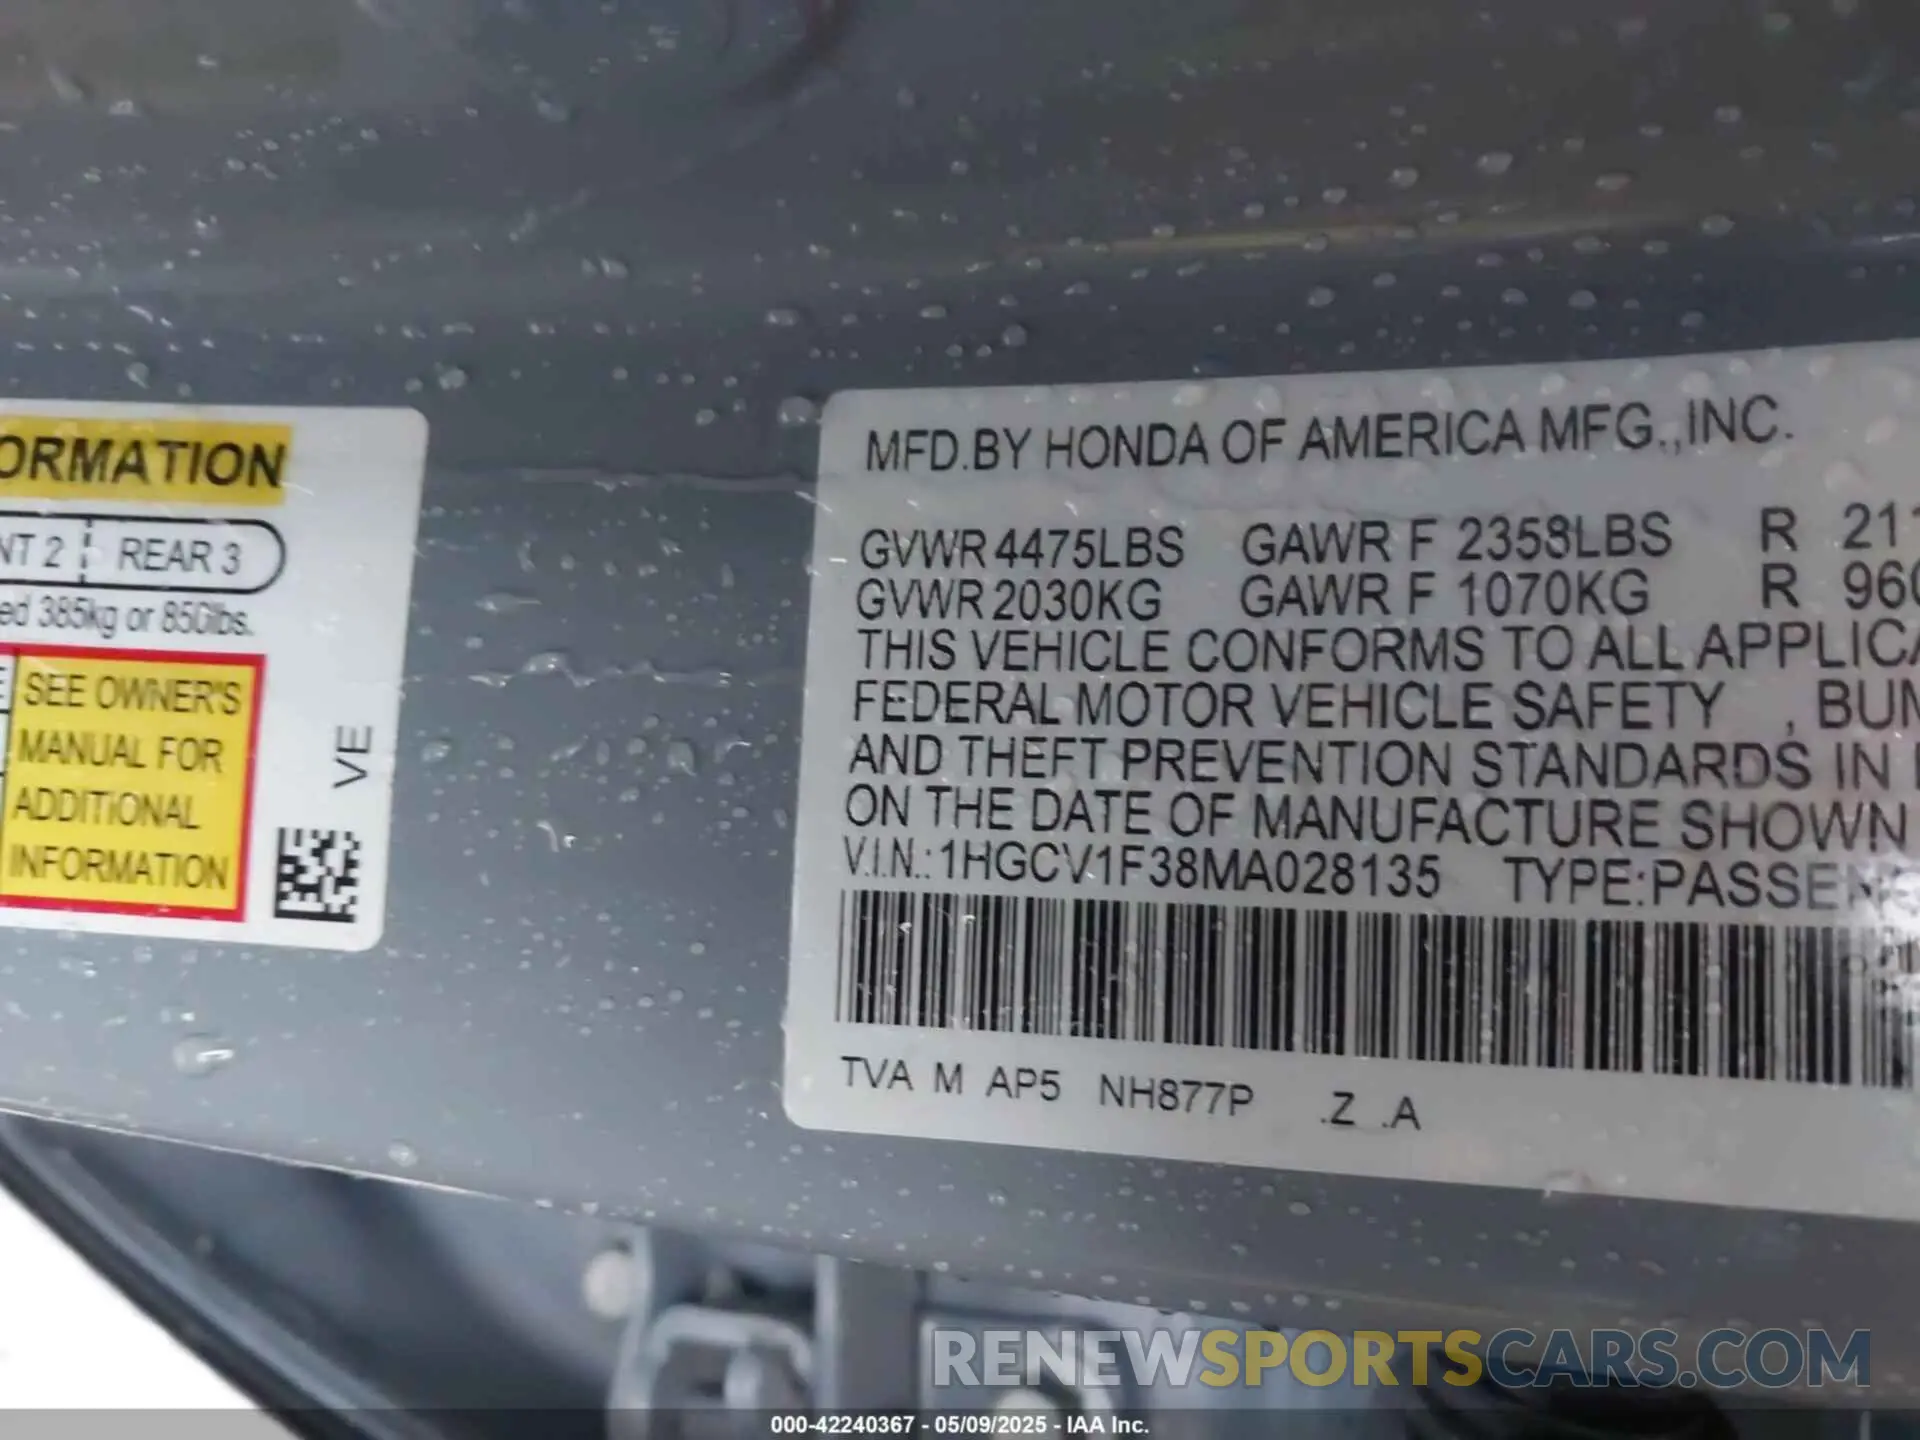 ORMATION
NT 2 REAR 3
ed 385kg or 850lbs.
SEE OWNER'S
MANUAL FOR
ADDITIONAL
INFORMATION
VE
MFD.BY HONDA OF AMERICA MFG.,INC.
GVWR 4475LBS GAWR F 2358LBS R 211
GVWR 2030KG GAWR F 1070KG R 960
THIS VEHICLE CONFORMS TO ALL APPLICA
FEDERAL MOTOR VEHICLE SAFETY , BUM
AND THEFT PREVENTION STANDARDS IN
ON THE DATE OF MANUFACTURE SHOWN
V.I.N.:1HGCV1F38MA028135 TYPE:PASSEN
TVA M AP5 NH877P .Z .A
RENEWSPORTSCARS.COM
000-42240367 - 05/09/2025 - IAA Inc.